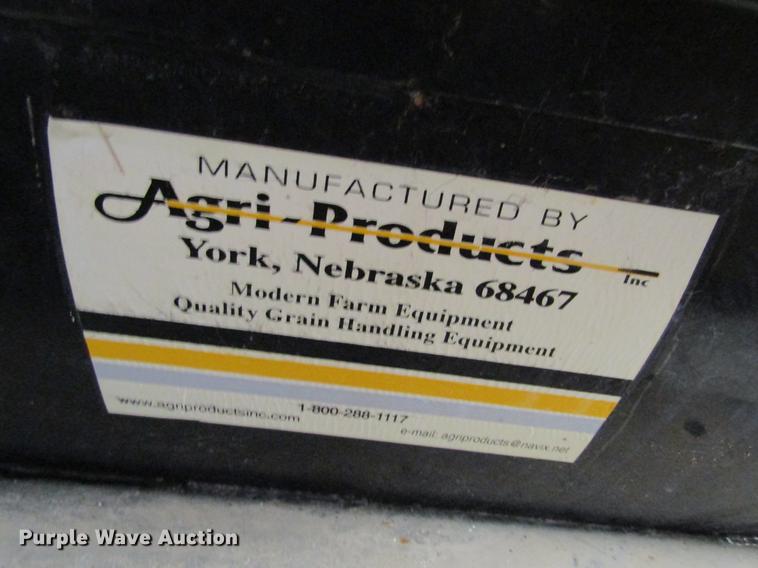 MANUFACTURED BY
Agri-Products Inc
York, Nebraska 68467
Modern Farm Equipment
Quality Grain Handling Equipment
1-800-288-1117
www.agriproductsinc.com
e-mail: agriproducts@navix.net
Purple Wave Auction